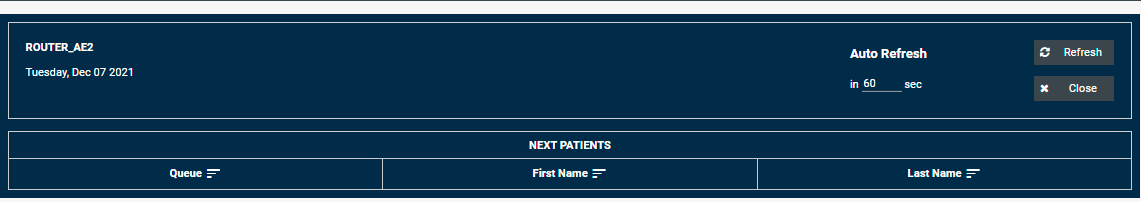 ROUTER_AE2
Tuesday, Dec 07 2021
Auto Refresh
in 60 sec
Refresh
Close
NEXT PATIENTS
Queue
First Name
Last Name